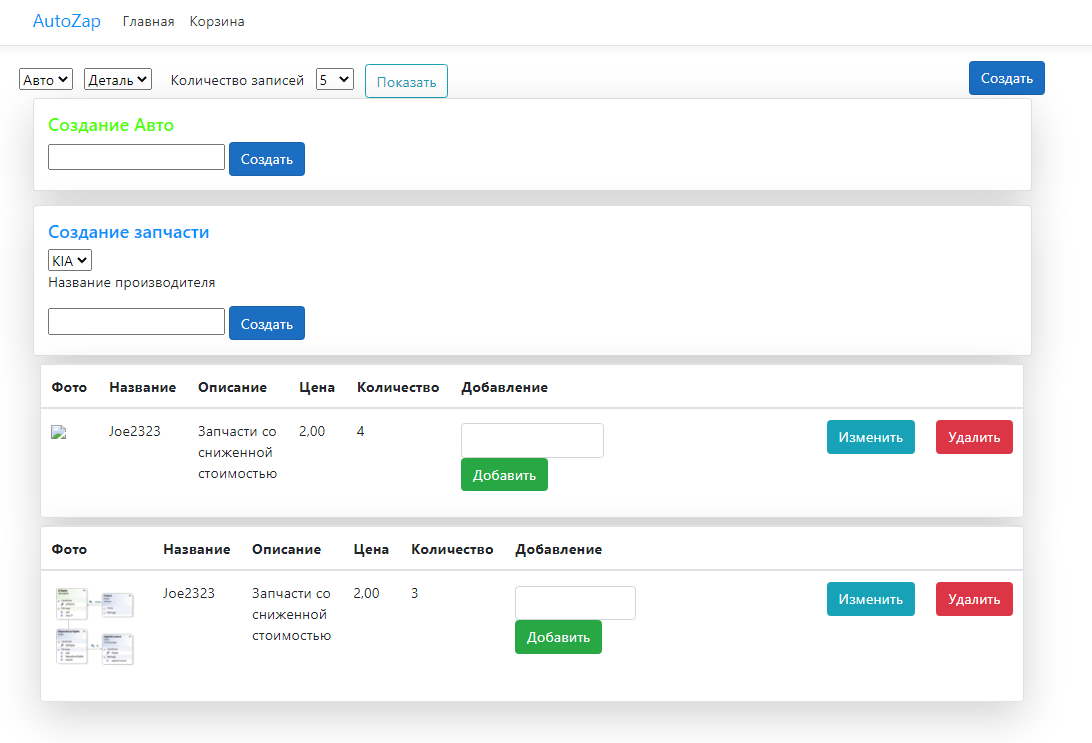 AutoZap Главная Корзина
Авто Деталь Количество записей 5 Показать Создать
Создание Авто
Создать
Создание запчасти
KIA
Название производителя
Создать
Фото Название Описание Цена Количество Добавление
Joe2323 Запчасти со 2,00 4 Изменить Удалить
сниженной
стоимостью
Добавить
Фото Название Описание Цена Количество Добавление
Joe2323 Запчасти со 2,00 3 Изменить Удалить
сниженной
стоимостью
Добавить